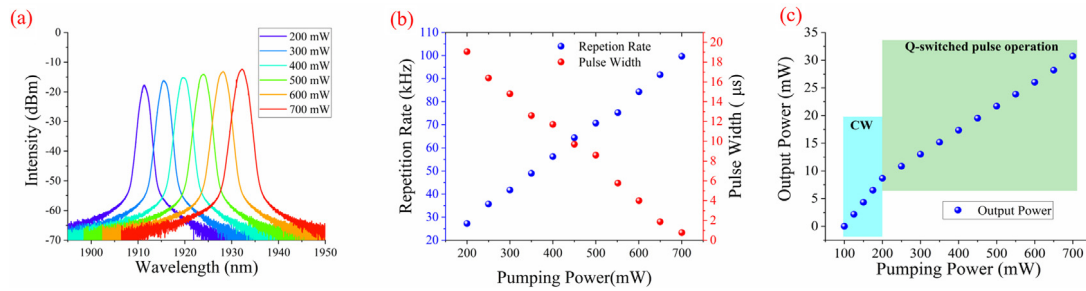 (a)
0
-10
-20
-30
-40
-50
-60
-70
Intensity (dBm)
200 mW
300 mW
400 mW
500 mW
600 mW
700 mW
1900 1910 1920 1930 1940 1950
Wavelength (nm)
(b)
110
100
90
80
70
60
50
40
30
20
Repetition Rate (kHz)
Repetion Rate
Pulse Width
20
18
16
14
12
10
8
6
4
2
0
Pulse Width ( μs)
200 300 400 500 600 700
Pumping Power(mW)
(c)
40
35
30
25
20
15
10
5
0
Output Power (mW)
Q-switched pulse operation
CW
Output Power
100 200 300 400 500 600 700
Pumping Power (mW)